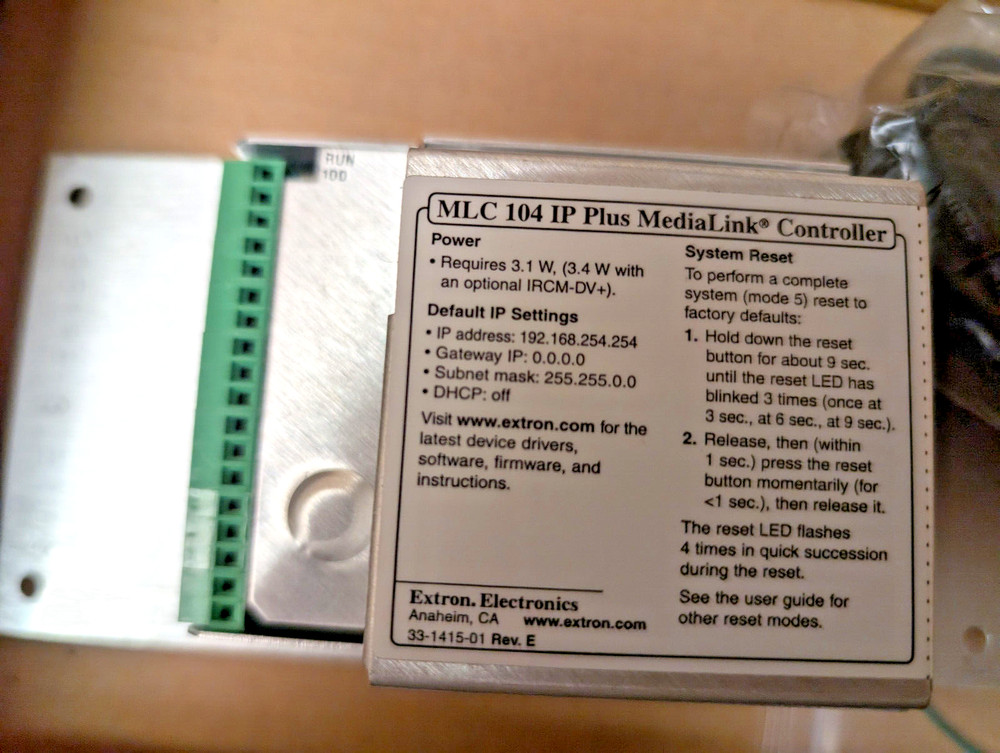 RUN
100
MLC 104 IP Plus MediaLink® Controller
Power
• Requires 3.1 W, (3.4 W with
an optional IRCM-DV+).
Default IP Settings
• IP address: 192.168.254.254
• Gateway IP: 0.0.0.0
• Subnet mask: 255.255.0.0
• DHCP: off
Visit www.extron.com for the
latest device drivers,
software, firmware, and
instructions.
System Reset
To perform a complete
system (mode 5) reset to
factory defaults:
1. Hold down the reset
button for about 9 sec.
until the reset LED has
blinked 3 times (once at
3 sec., at 6 sec., at 9 sec.).
2. Release, then (within
1 sec.) press the reset
button momentarily (for
<1 sec.), then release it.
The reset LED flashes
4 times in quick succession
during the reset.
See the user guide for
other reset modes.
Extron. Electronics
Anaheim, CA www.extron.com
33-1415-01 Rev. E